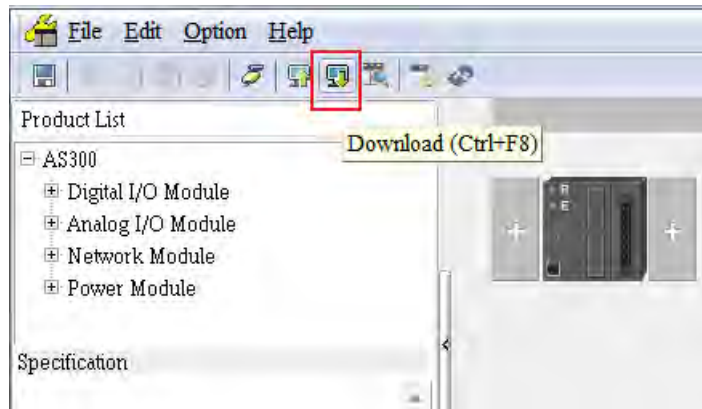 File Edit Option Help
Product List
Download (Ctrl+F8)
AS300
Digital I/O Module
Analog I/O Module
Network Module
Power Module
Specification
R
E